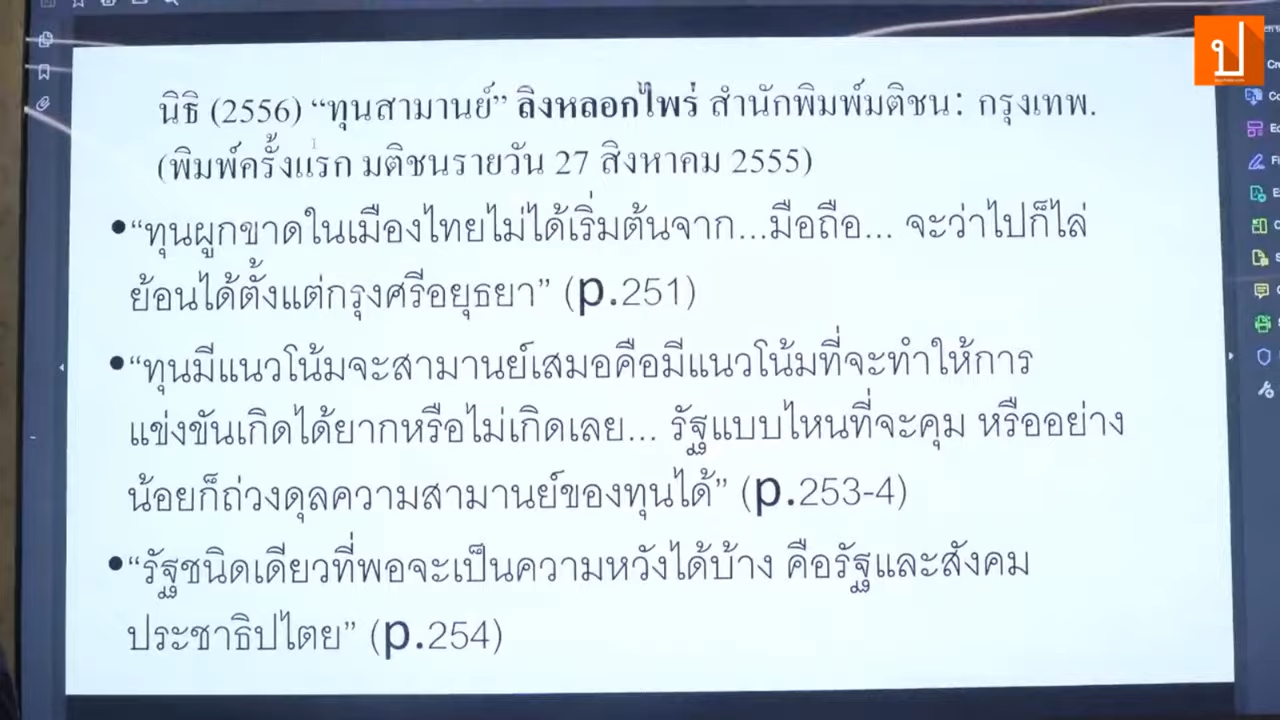 นิธิ (2556) “ทุนสามานย์” ลิงหลอกไพร่ สำนักพิมพ์มติชน: กรุงเทพ.
(พิมพ์ครั้งแรก มติชนรายวัน 27 สิงหาคม 2555)
•“ทุนผูกขาดในเมืองไทยไม่ได้เริ่มต้นจาก...มือถือ... จะว่าไปก็ไล่
ย้อนได้ตั้งแต่กรุงศรีอยุธยา” (p.251)
•“ทุนมีแนวโน้มจะสามานย์เสมอคือมีแนวโน้มที่จะทำให้การ
แข่งขันเกิดได้ยากหรือไม่เกิดเลย... รัฐแบบไหนที่จะคุม หรืออย่าง
น้อยก็ถ่วงดุลความสามานย์ของทุนได้” (p.253-4)
•“รัฐชนิดเดียวที่พอจะเป็นความหวังได้บ้าง คือรัฐและสังคม
ประชาธิปไตย” (p.254)
ป